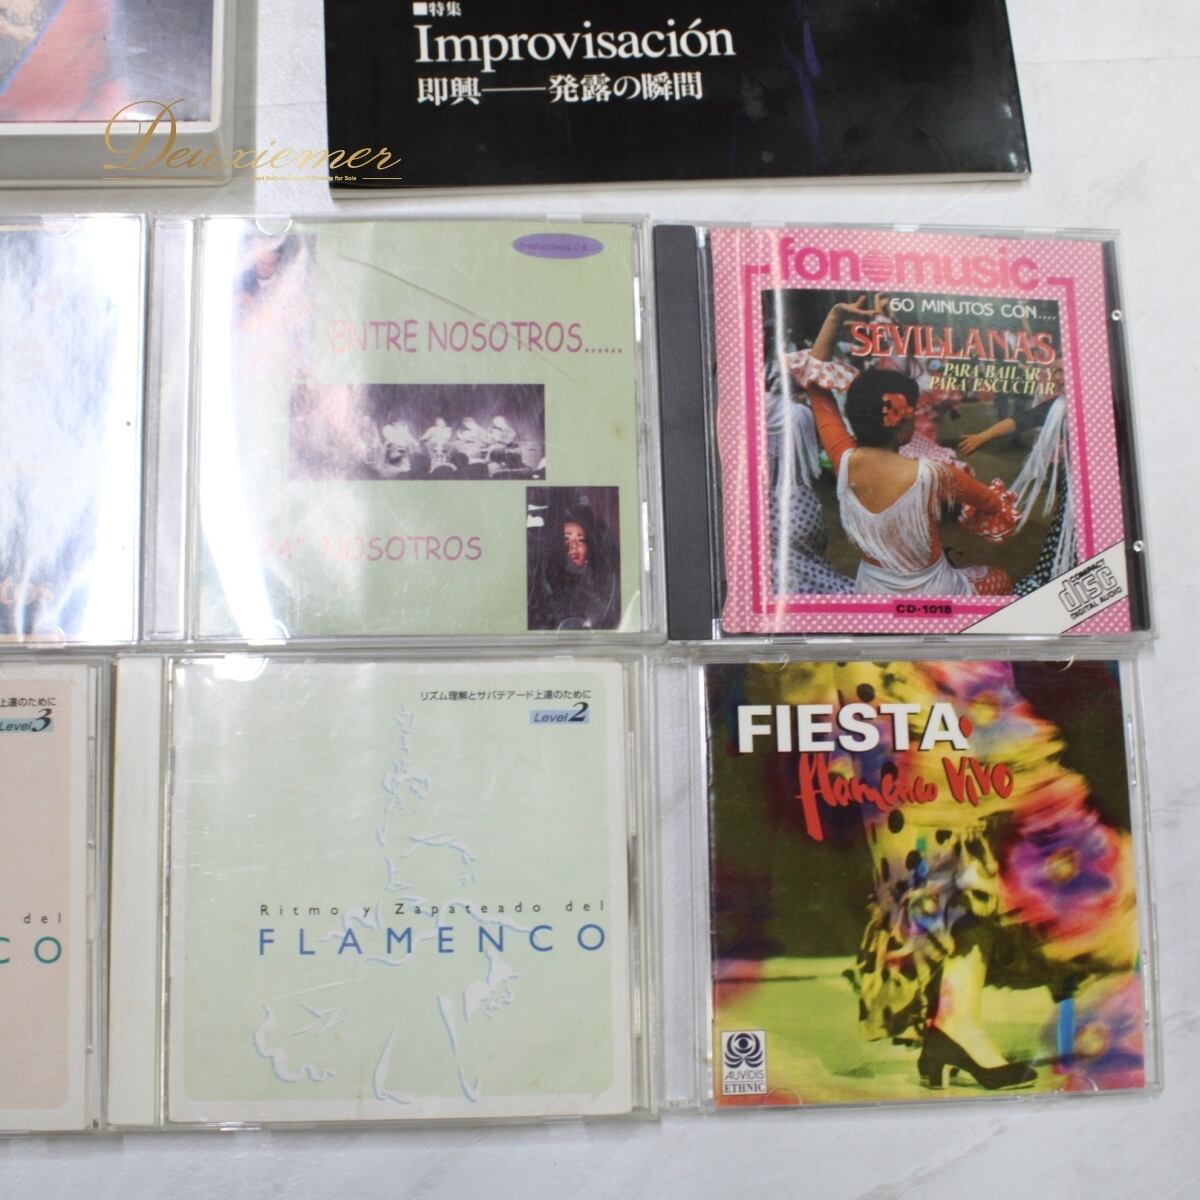 ■特集
Improvisación
即興——発露の瞬間
Deuxiemer
Producciones C & C
ENTRE NOSOTROS......
PA" NOSOTROS
fonomusic
60 MINUTOS CON....
SEVILLANAS
PARA BAILAR Y
PARA ESCUCHAR
CD-1018
COMPACT
disc
DIGITAL AUDIO
上達のために
Level 3
del
CO
リズム理解とサパテアード上達のために
Level 2
Ritmo y Zapateado del
FLAMENCO
FIESTA
flamenco VIVO
AUVIDIS
ETHNIC